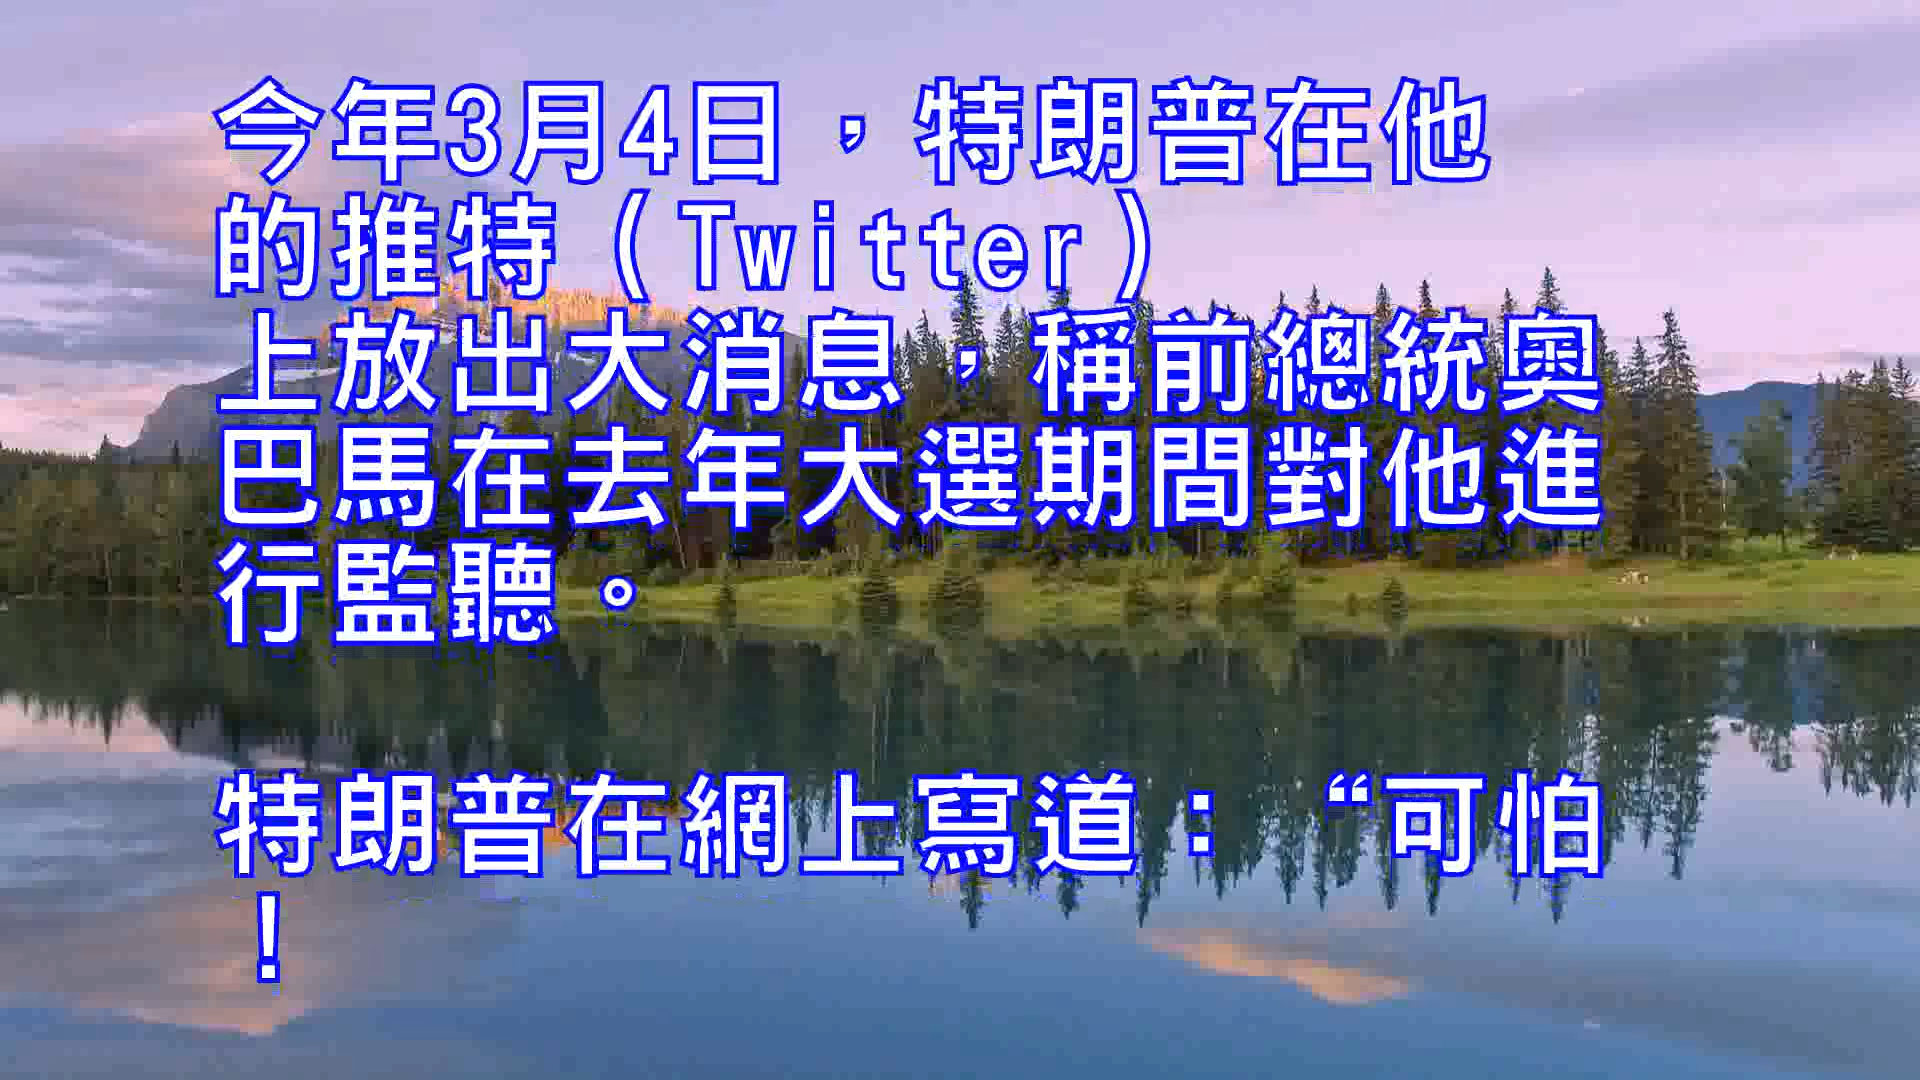 今年3月4日，特朗普在他
的推特（Twitter）
上放出大消息，稱前總統奧
巴馬在去年大選期間對他進
行監聽。
特朗普在網上寫道：“可怕
！